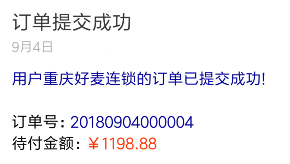 订单提交成功
9月4日
用户重庆好麦连锁的订单已提交成功!
订单号：20180904000004
待付金额：￥1198.88